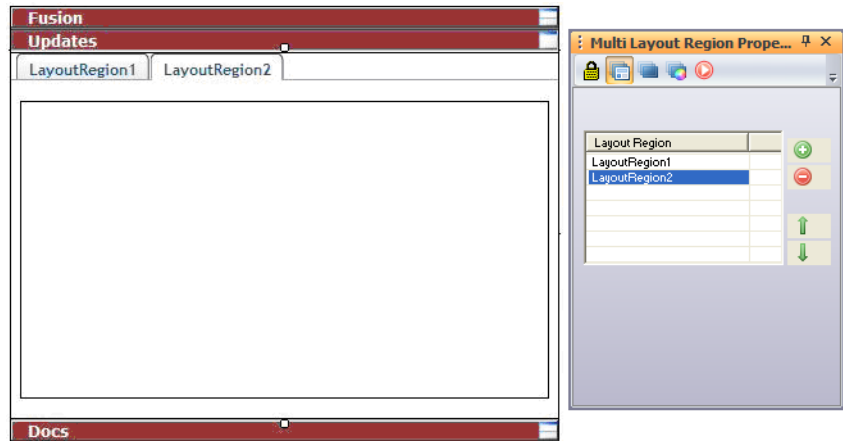 Fusion
Updates
LayoutRegion1 LayoutRegion2
Docs
Multi Layout Region Prope...
Layout Region
LayoutRegion1
LayoutRegion2